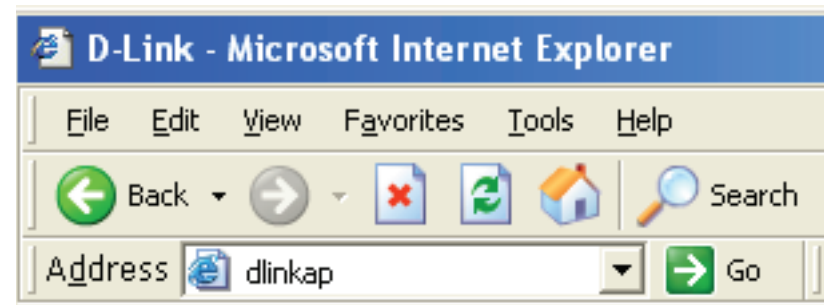 D-Link - Microsoft Internet Explorer
File Edit View Favorites Tools Help
Back Search
Address dlinkap Go